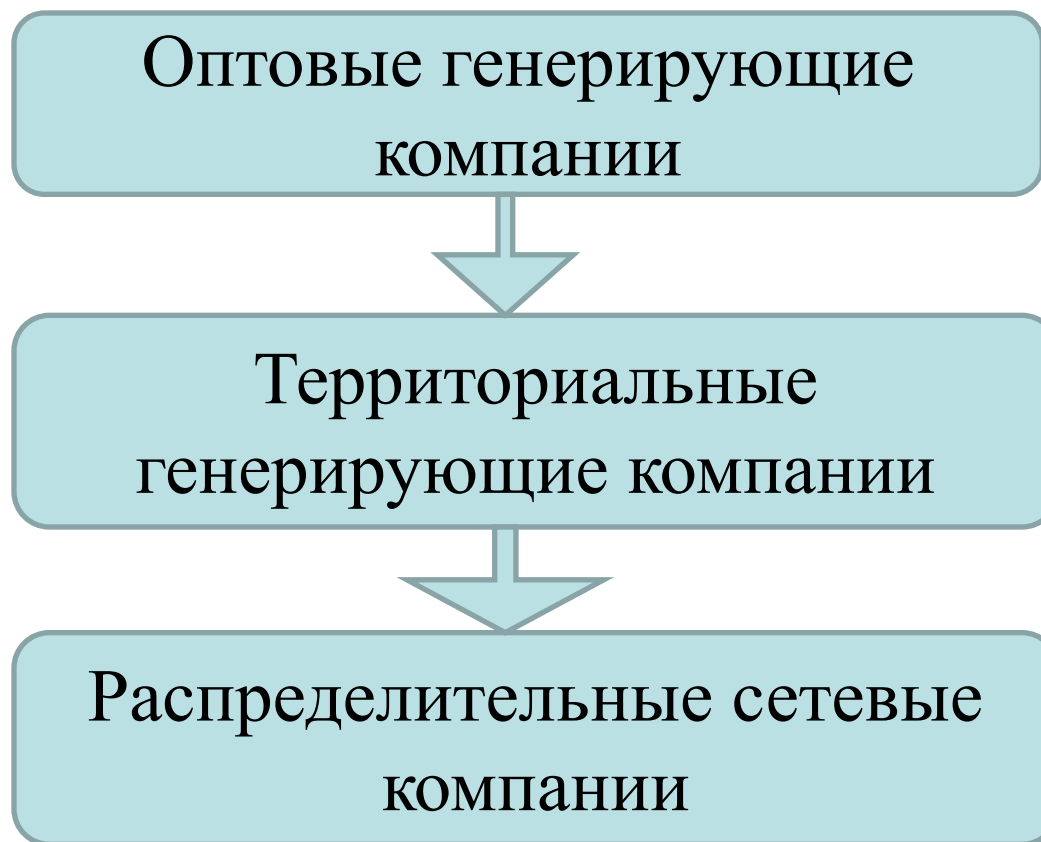 Оптовые генерирующие
компании
Территориальные
генерирующие компании
Распределительные сетевые
компании